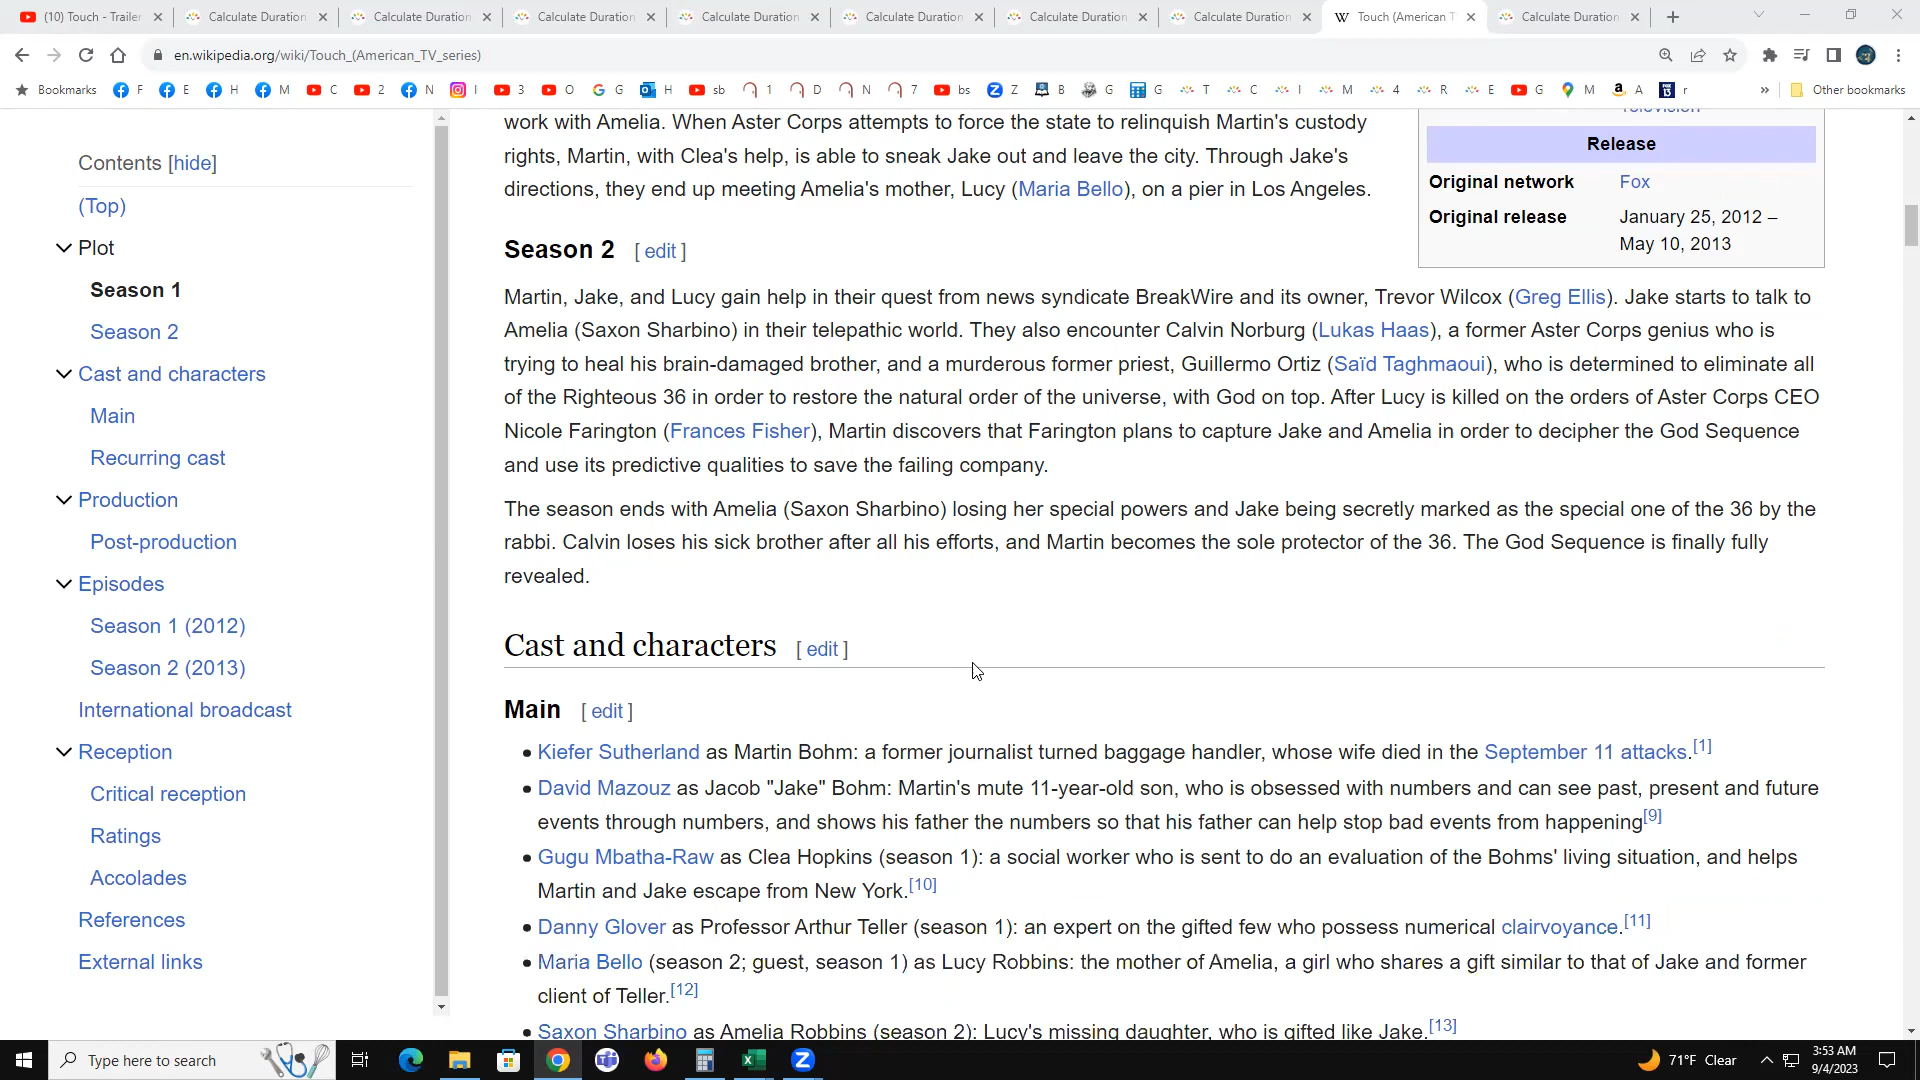 (10) Touch - Trailer
Calculate Duration
Calculate Duration
Calculate Duration
Calculate Duration
Calculate Duration
Calculate Duration
Calculate Duration
W Touch (American T
Calculate Duration
en.wikipedia.org/wiki/Touch_(American_TV_series)
Bookmarks F E H M C 2 N I 3 O G H sb 1 D N 7 bs Z B G G T C I M 4 R E G M A r » Other bookmarks
Contents [hide]
(Top)
Plot
Season 1
Season 2
Cast and characters
Main
Recurring cast
Production
Post-production
Episodes
Season 1 (2012)
Season 2 (2013)
International broadcast
Reception
Critical reception
Ratings
Accolades
References
External links
work with Amelia. When Aster Corps attempts to force the state to relinquish Martin's custody
rights, Martin, with Clea's help, is able to sneak Jake out and leave the city. Through Jake's
directions, they end up meeting Amelia's mother, Lucy (Maria Bello), on a pier in Los Angeles.
Television
Release
Original network Fox
Original release January 25, 2012 –
May 10, 2013
Season 2 [ edit ]
Martin, Jake, and Lucy gain help in their quest from news syndicate BreakWire and its owner, Trevor Wilcox (Greg Ellis). Jake starts to talk to
Amelia (Saxon Sharbino) in their telepathic world. They also encounter Calvin Norburg (Lukas Haas), a former Aster Corps genius who is
trying to heal his brain-damaged brother, and a murderous former priest, Guillermo Ortiz (Saïd Taghmaoui), who is determined to eliminate all
of the Righteous 36 in order to restore the natural order of the universe, with God on top. After Lucy is killed on the orders of Aster Corps CEO
Nicole Farington (Frances Fisher), Martin discovers that Farington plans to capture Jake and Amelia in order to decipher the God Sequence
and use its predictive qualities to save the failing company.
The season ends with Amelia (Saxon Sharbino) losing her special powers and Jake being secretly marked as the special one of the 36 by the
rabbi. Calvin loses his sick brother after all his efforts, and Martin becomes the sole protector of the 36. The God Sequence is finally fully
revealed.
Cast and characters [ edit ]
Main [ edit ]
• Kiefer Sutherland as Martin Bohm: a former journalist turned baggage handler, whose wife died in the September 11 attacks.[1]
• David Mazouz as Jacob "Jake" Bohm: Martin's mute 11-year-old son, who is obsessed with numbers and can see past, present and future
events through numbers, and shows his father the numbers so that his father can help stop bad events from happening[9]
• Gugu Mbatha-Raw as Clea Hopkins (season 1): a social worker who is sent to do an evaluation of the Bohms' living situation, and helps
Martin and Jake escape from New York.[10]
• Danny Glover as Professor Arthur Teller (season 1): an expert on the gifted few who possess numerical clairvoyance.[11]
• Maria Bello (season 2; guest, season 1) as Lucy Robbins: the mother of Amelia, a girl who shares a gift similar to that of Jake and former
client of Teller.[12]
• Saxon Sharbino as Amelia Robbins (season 2): Lucy's missing daughter, who is gifted like Jake.[13]
Type here to search
71°F Clear
3:53 AM
9/4/2023